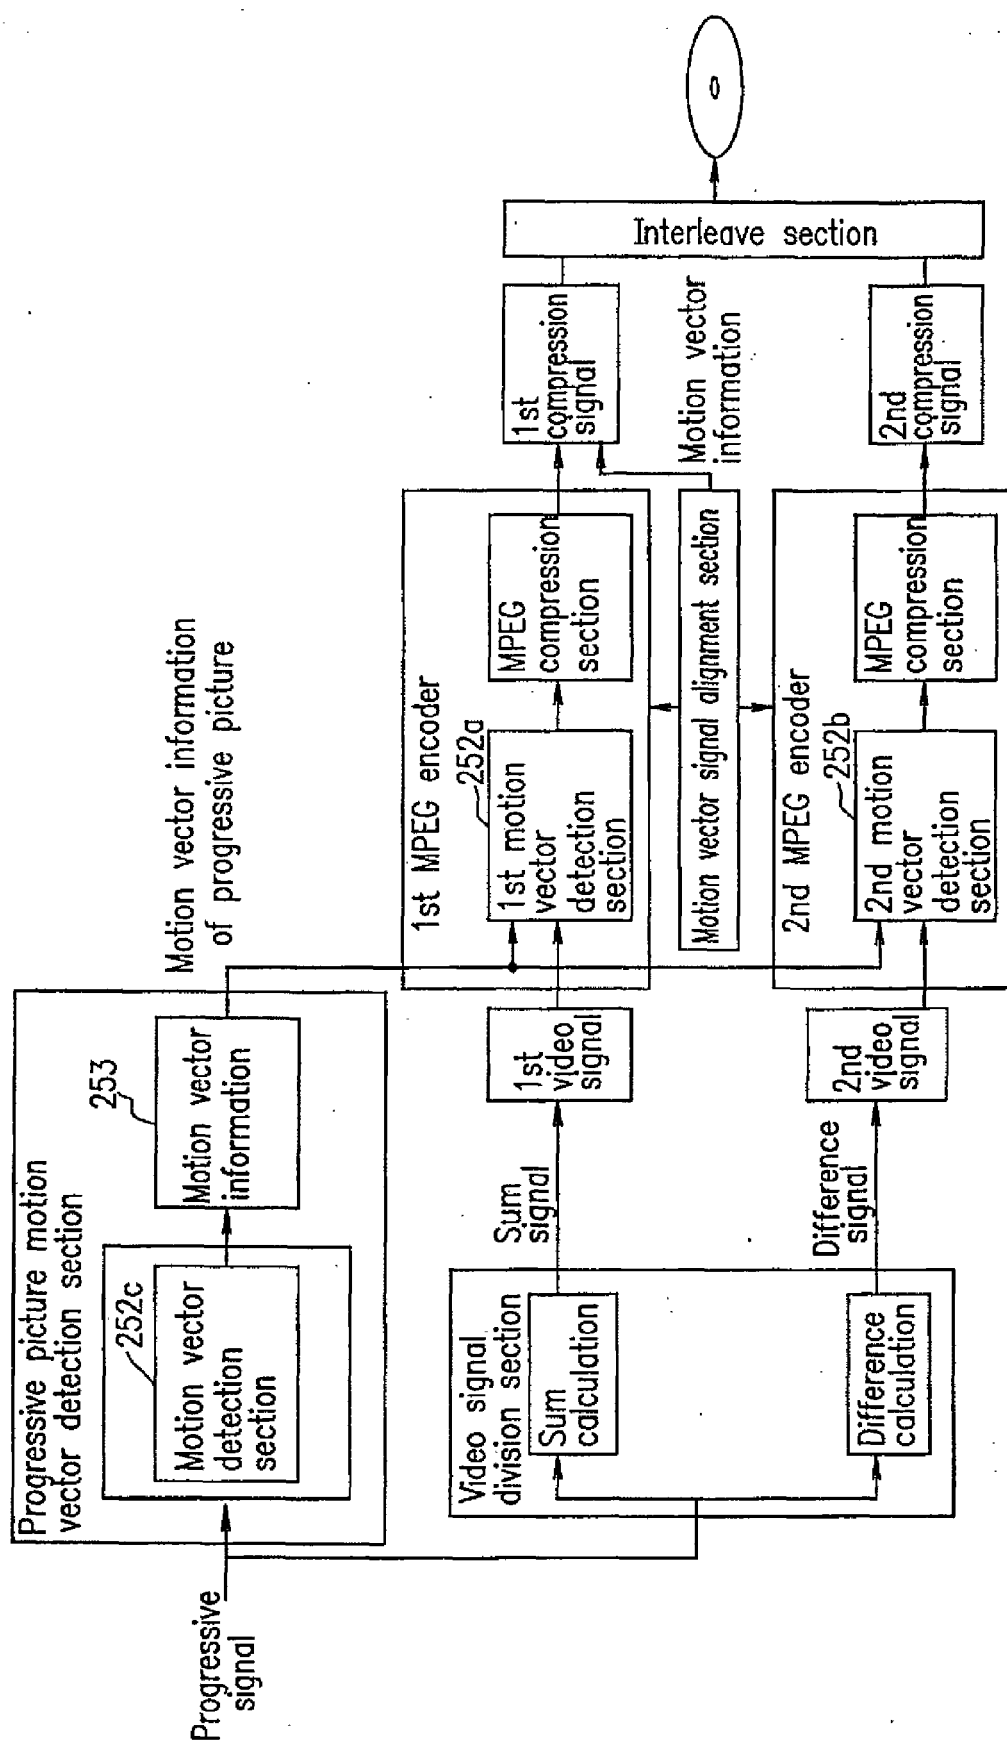 Progressive
signal
Progressive picture motion
vector detection section
252c
Motion vector
detection
section
253
Motion vector
information
Motion vector information
of progressive picture
Video signal
division section
Sum
calculation
Difference
calculation
Sum
signal
Difference
signal
1st
video
signal
2nd
video
signal
1st MPEG encoder
252a
1st motion
vector
detection
section
MPEG
compression
section
Motion vector signal alignment section
2nd MPEG encoder
252b
2nd motion
vector
detection
section
MPEG
compression
section
1st
compression
signal
Motion vector
information
2nd
compression
signal
Interleave section